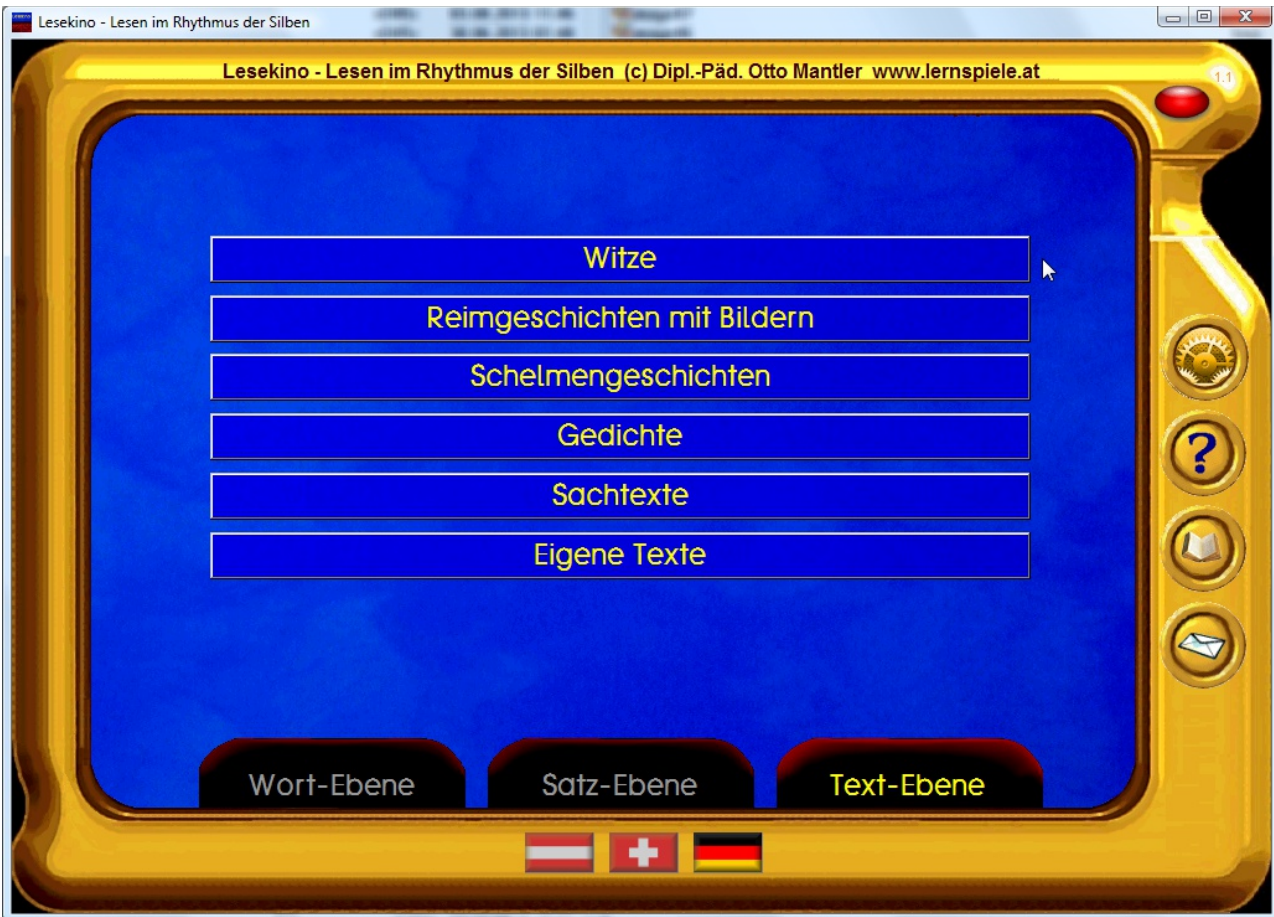 Lesekino - Lesen im Rhythmus der Silben
Lesekino - Lesen im Rhythmus der Silben (c) Dipl.-Päd. Otto Mantler www.lernspiele.at
1.1
Witze
Reimgeschichten mit Bildern
Schelmengeschichten
?
Gedichte
Sachtexte
Eigene Texte
Wort-Ebene
Satz-Ebene
Text-Ebene